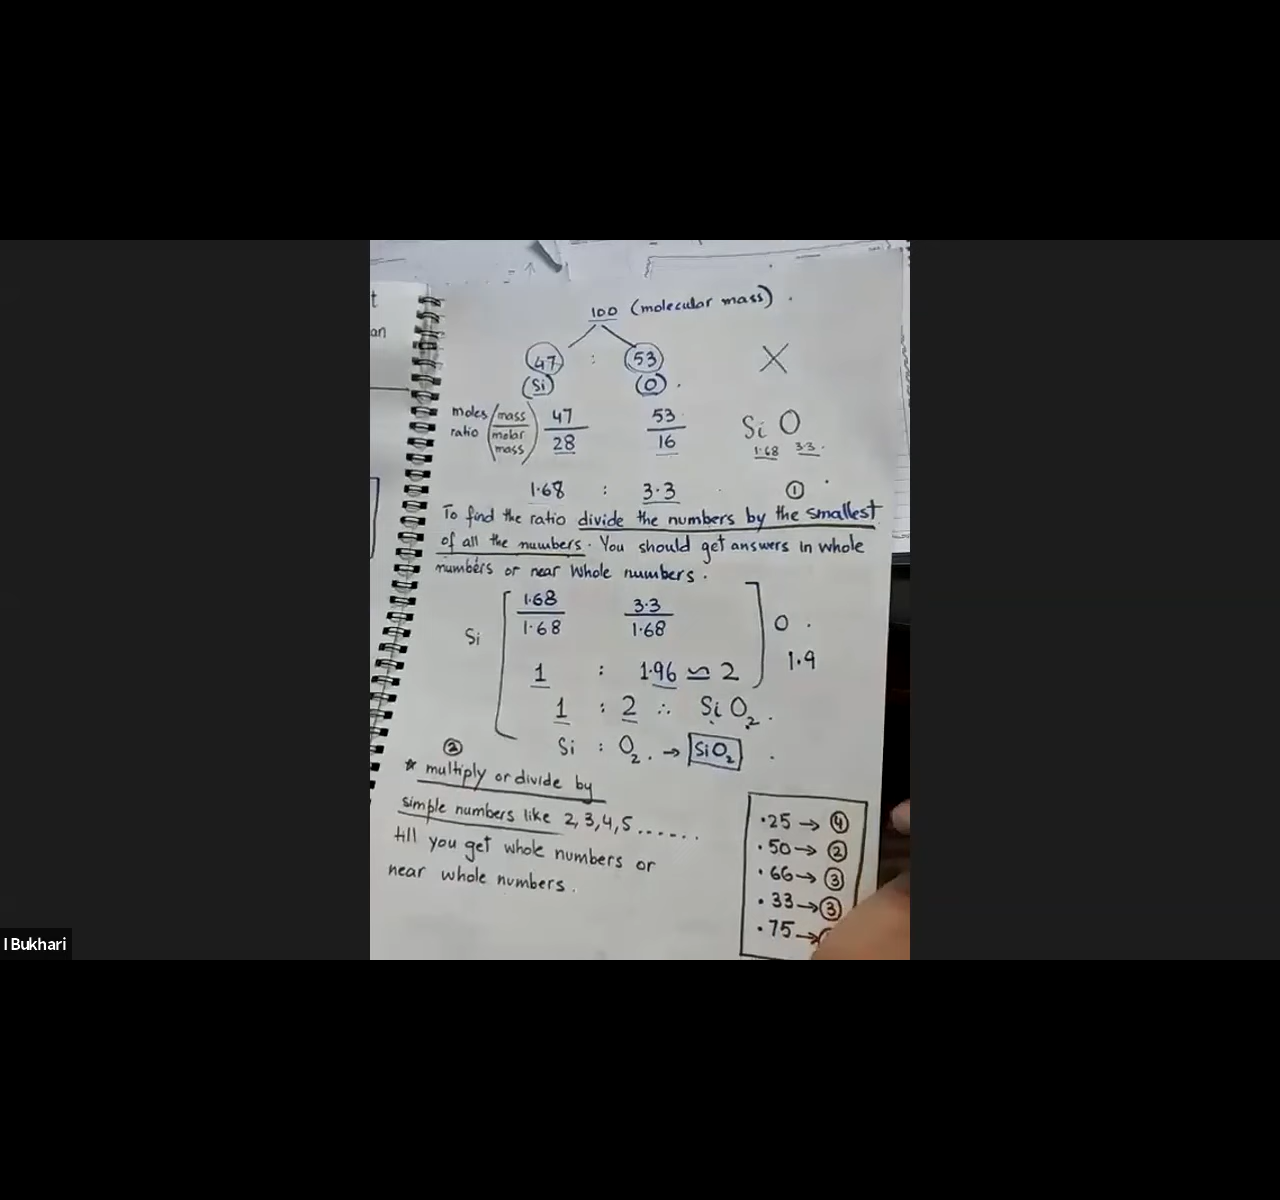 t
an
100 (molecular mass).
47 : 53
(Si) (O).
moles (mass 47 53 Si O
ratio molar 28 16 1.68 3.3.
mass)
1.68 : 3.3 ①
To find the ratio divide the numbers by the smallest
of all the numbers. You should get answers in whole
numbers or near whole numbers.
1.68 3.3
Si 1.68 1.68 O.
1 : 1.96 ≃ 2 1.9
1 : 2 ∴ SiO₂.
Si : O₂. → SiO₂.
②
* multiply or divide by
simple numbers like 2, 3, 4, 5 ......
till you get whole numbers or
near whole numbers.
.25 → ④
.50 → ②
.66 → ③
.33 → ③
.75 →
I Bukhari